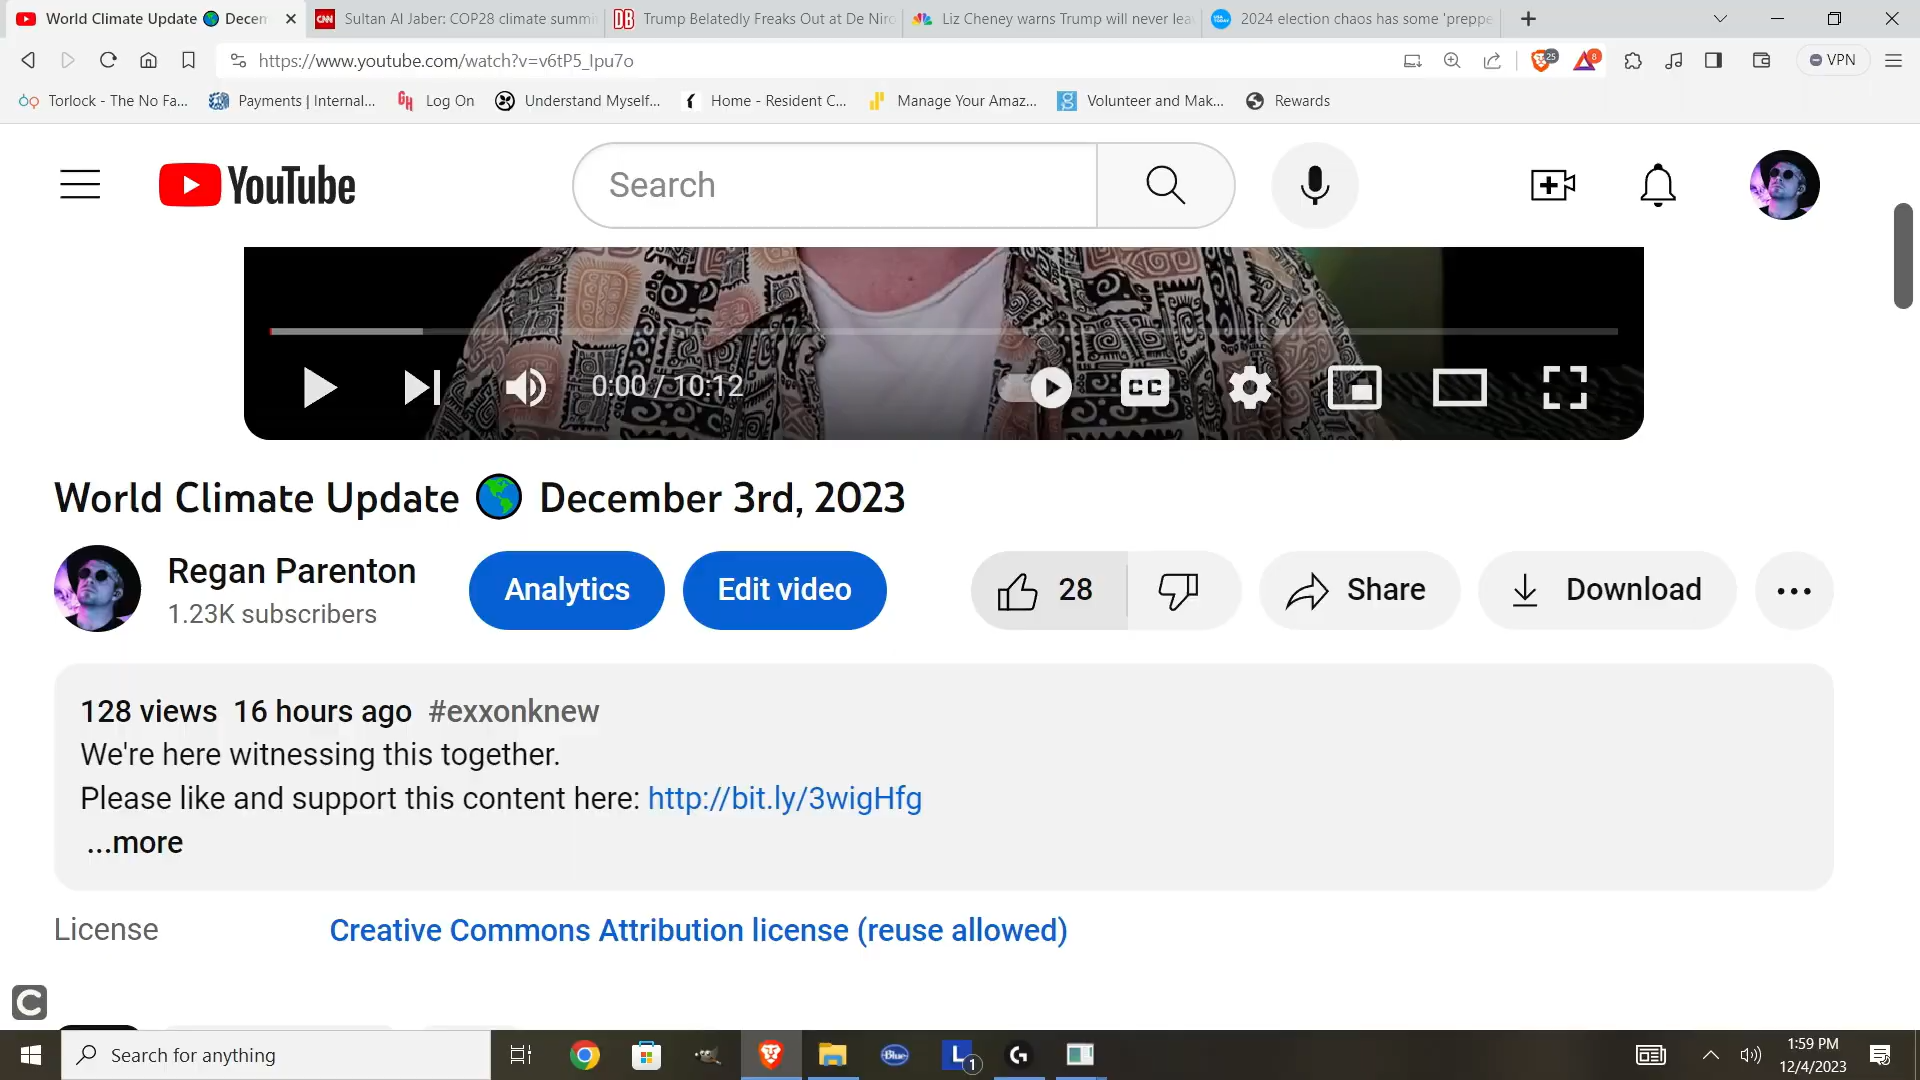 World Climate Update 🌎 Decem
Sultan Al Jaber: COP28 climate summi
Trump Belatedly Freaks Out at De Niro
Liz Cheney warns Trump will never lea
2024 election chaos has some 'preppe
https://www.youtube.com/watch?v=v6tP5_Ipu7o
25
8
VPN
Torlock - The No Fa...
Payments | Internal...
Log On
Understand Myself...
Home - Resident C...
Manage Your Amaz...
Volunteer and Mak...
Rewards
YouTube
Search
0:00 / 10:12
CC
World Climate Update 🌎 December 3rd, 2023
Regan Parenton
1.23K subscribers
Analytics
Edit video
28
Share
Download
128 views 16 hours ago #exxonknew
We're here witnessing this together.
Please like and support this content here: http://bit.ly/3wigHfg
...more
License
Creative Commons Attribution license (reuse allowed)
C
Search for anything
Blue
L
1
G
1:59 PM
12/4/2023